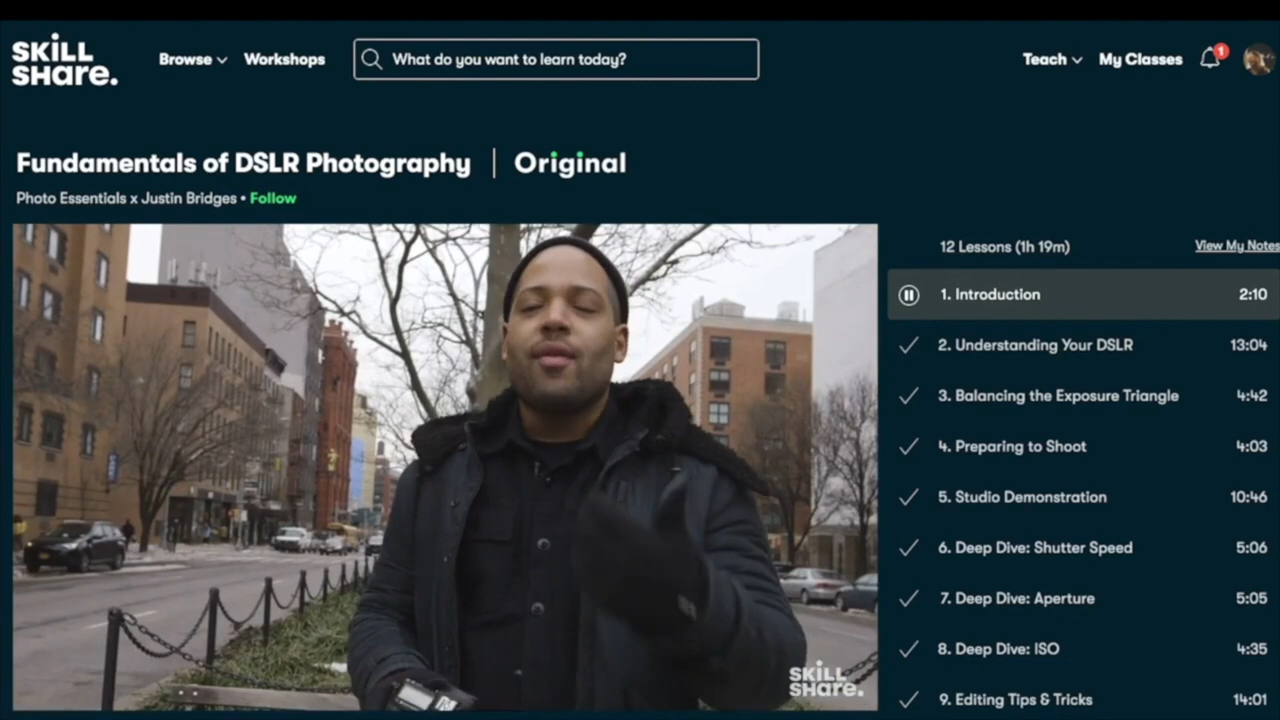 SKILL
SHare.
Browse
Workshops
What do you want to learn today?
Teach
My Classes
1
Fundamentals of DSLR Photography | Original
Photo Essentials x Justin Bridges • Follow
12 Lessons (1h 19m)
View My Notes
1. Introduction 2:10
2. Understanding Your DSLR 13:04
3. Balancing the Exposure Triangle 4:42
4. Preparing to Shoot 4:03
5. Studio Demonstration 10:46
6. Deep Dive: Shutter Speed 5:06
7. Deep Dive: Aperture 5:05
8. Deep Dive: ISO 4:35
9. Editing Tips & Tricks 14:01
SKILL
SHare.